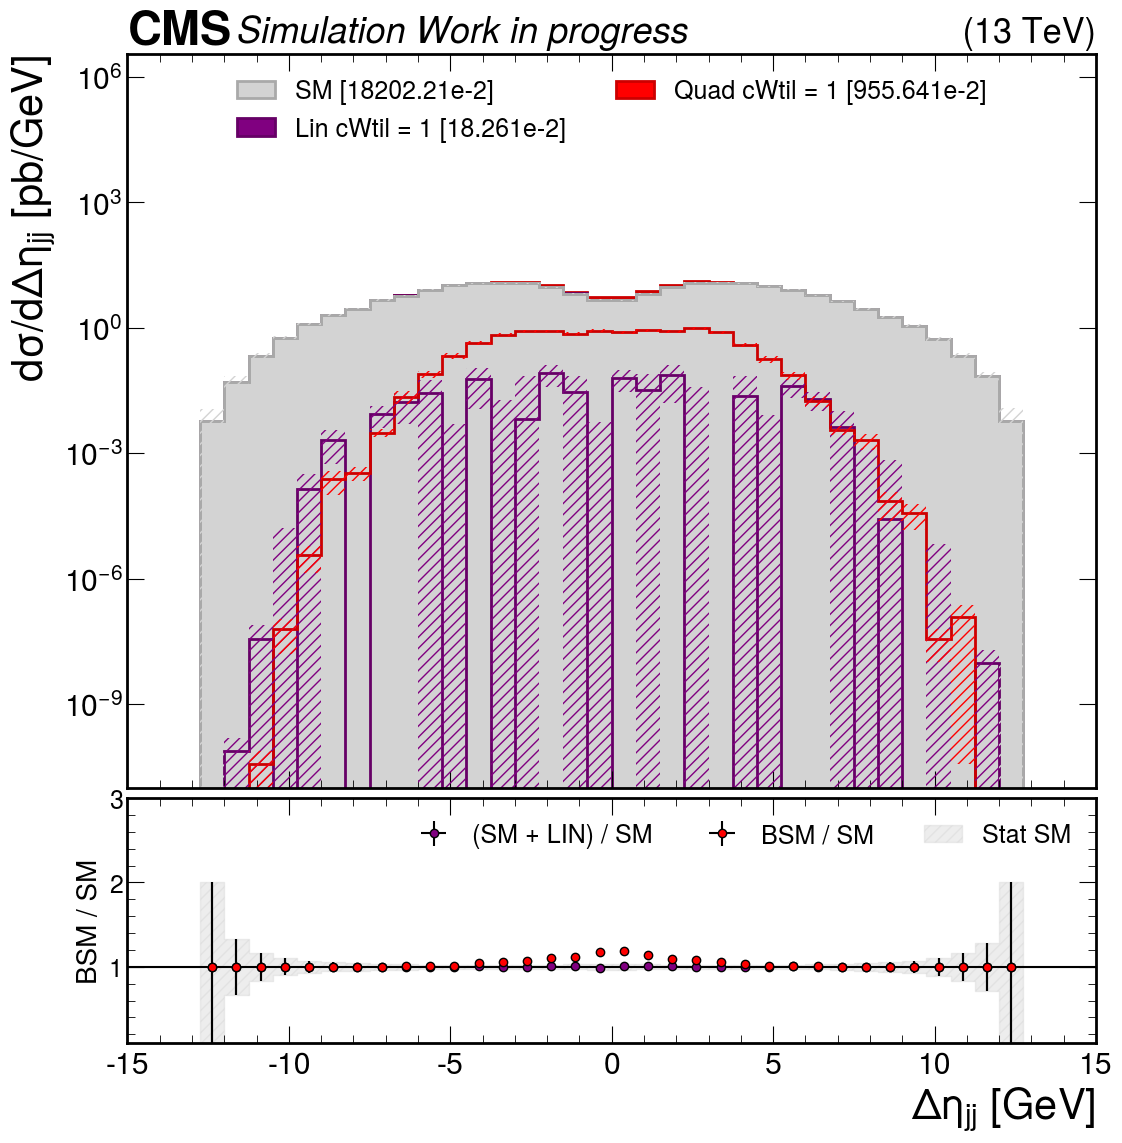 CMS Simulation Work in progress (13 TeV)
dσ/dΔη_jj [pb/GeV]
SM [18202.21e-2]
Quad cWtil = 1 [955.641e-2]
Lin cWtil = 1 [18.261e-2]
10^6
10^3
10^0
10^−3
10^−6
10^−9
BSM / SM
(SM + LIN) / SM
BSM / SM
Stat SM
3
2
1
-15 -10 -5 0 5 10 15
Δη_jj [GeV]